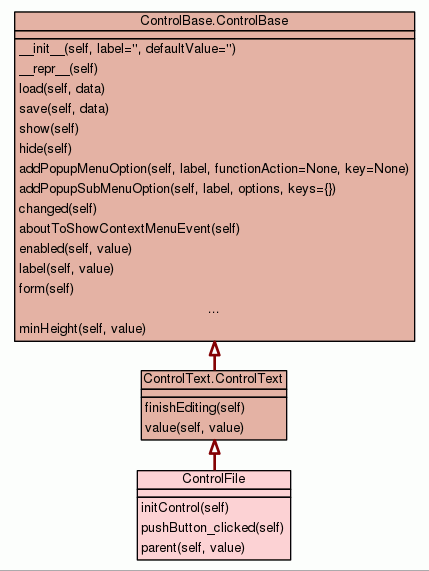 ControlBase.ControlBase
__init__(self, label='', defaultValue='')
__repr__(self)
load(self, data)
save(self, data)
show(self)
hide(self)
addPopupMenuOption(self, label, functionAction=None, key=None)
addPopupSubMenuOption(self, label, options, keys={})
changed(self)
aboutToShowContextMenuEvent(self)
enabled(self, value)
label(self, value)
form(self)
...
minHeight(self, value)
ControlText.ControlText
finishEditing(self)
value(self, value)
ControlFile
initControl(self)
pushButton_clicked(self)
parent(self, value)